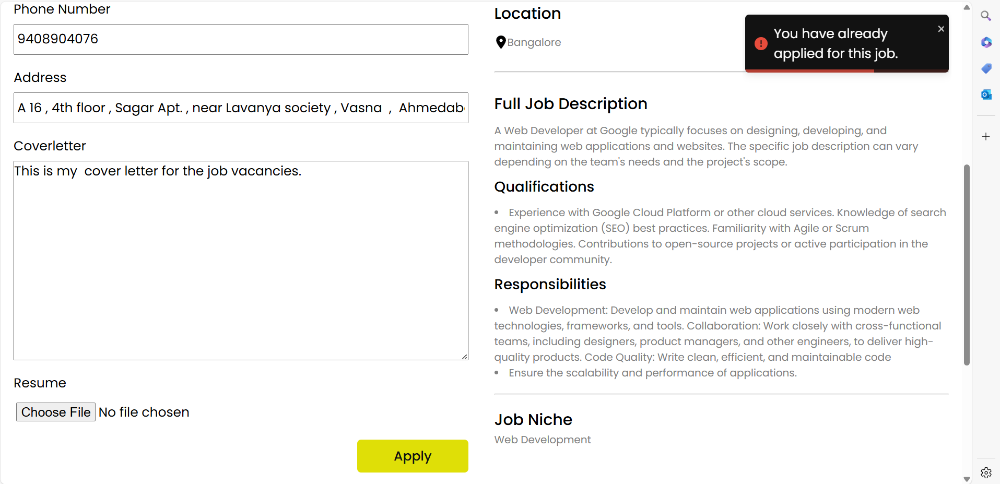 Phone Number
9408904076
Address
A 16 , 4th floor , Sagar Apt. , near Lavanya society , Vasna  ,  Ahmedab
Coverletter
This is my  cover letter for the job vacancies.
Resume
Choose File No file chosen
Apply
Location
Bangalore
You have already
applied for this job.
Full Job Description
A Web Developer at Google typically focuses on designing, developing, and
maintaining web applications and websites. The specific job description can vary
depending on the team's needs and the project's scope.
Qualifications
• Experience with Google Cloud Platform or other cloud services. Knowledge of search
engine optimization (SEO) best practices. Familiarity with Agile or Scrum
methodologies. Contributions to open-source projects or active participation in the
developer community.
Responsibilities
• Web Development: Develop and maintain web applications using modern web
technologies, frameworks, and tools. Collaboration: Work closely with cross-functional
teams, including designers, product managers, and other engineers, to deliver high-
quality products. Code Quality: Write clean, efficient, and maintainable code
• Ensure the scalability and performance of applications.
Job Niche
Web Development